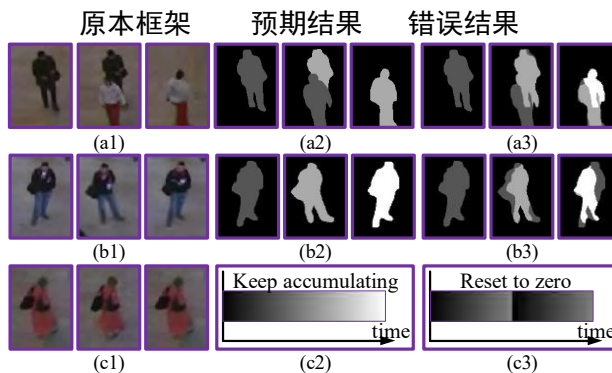 原本框架 预期结果 错误结果
(a1) (a2) (a3)
(b1) (b2) (b3)
Keep accumulating Reset to zero
time time
(c1) (c2) (c3)